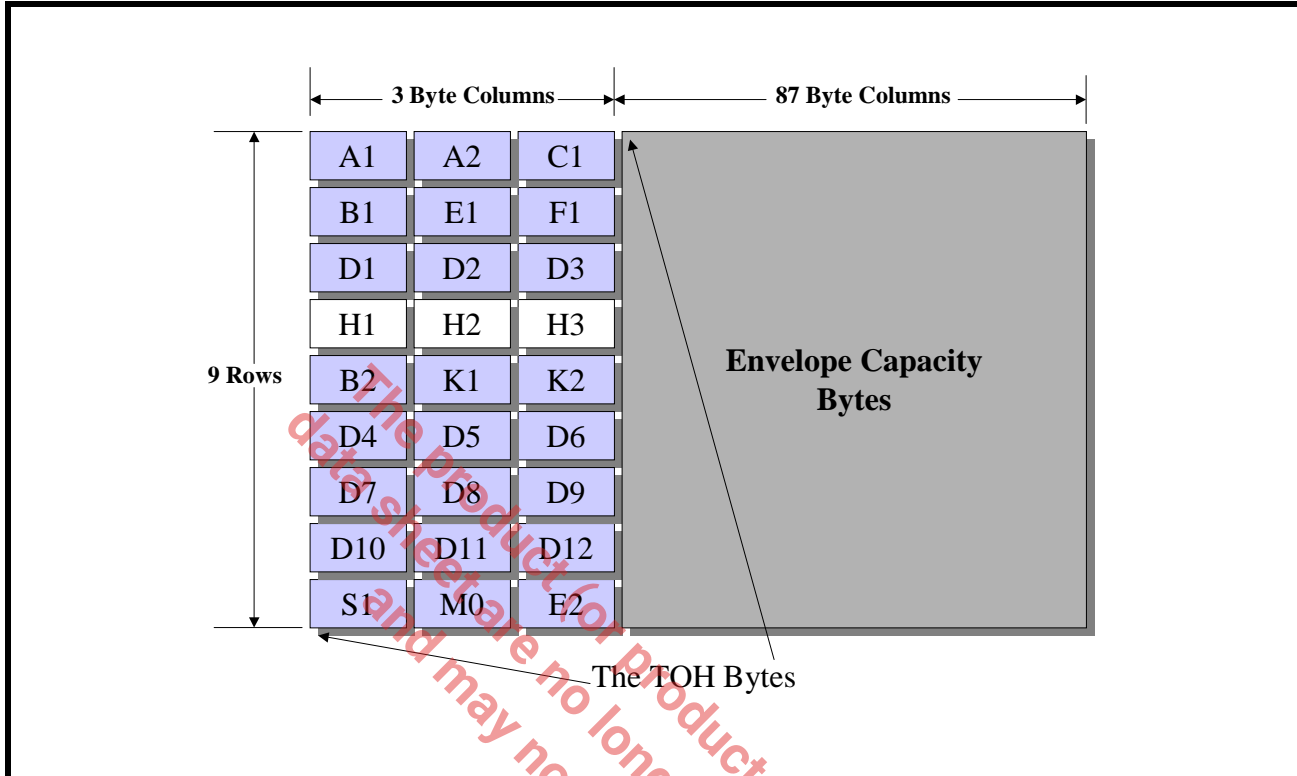 3 Byte Columns 87 Byte Columns
A1 A2 C1
B1 E1 F1
D1 D2 D3
H1 H2 H3
9 Rows
B2 K1 K2
D4 D5 D6
D7 D8 D9
D10 D11 D12
S1 M0 E2
Envelope Capacity
Bytes
The TOH Bytes
The product (or product
data sheet are no long
and may no